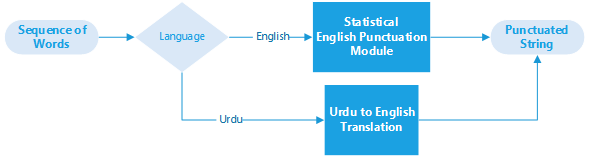 Sequence of
Words
Language
English
Statistical
English Punctuation
Module
Punctuated
String
Urdu
Urdu to English
Translation